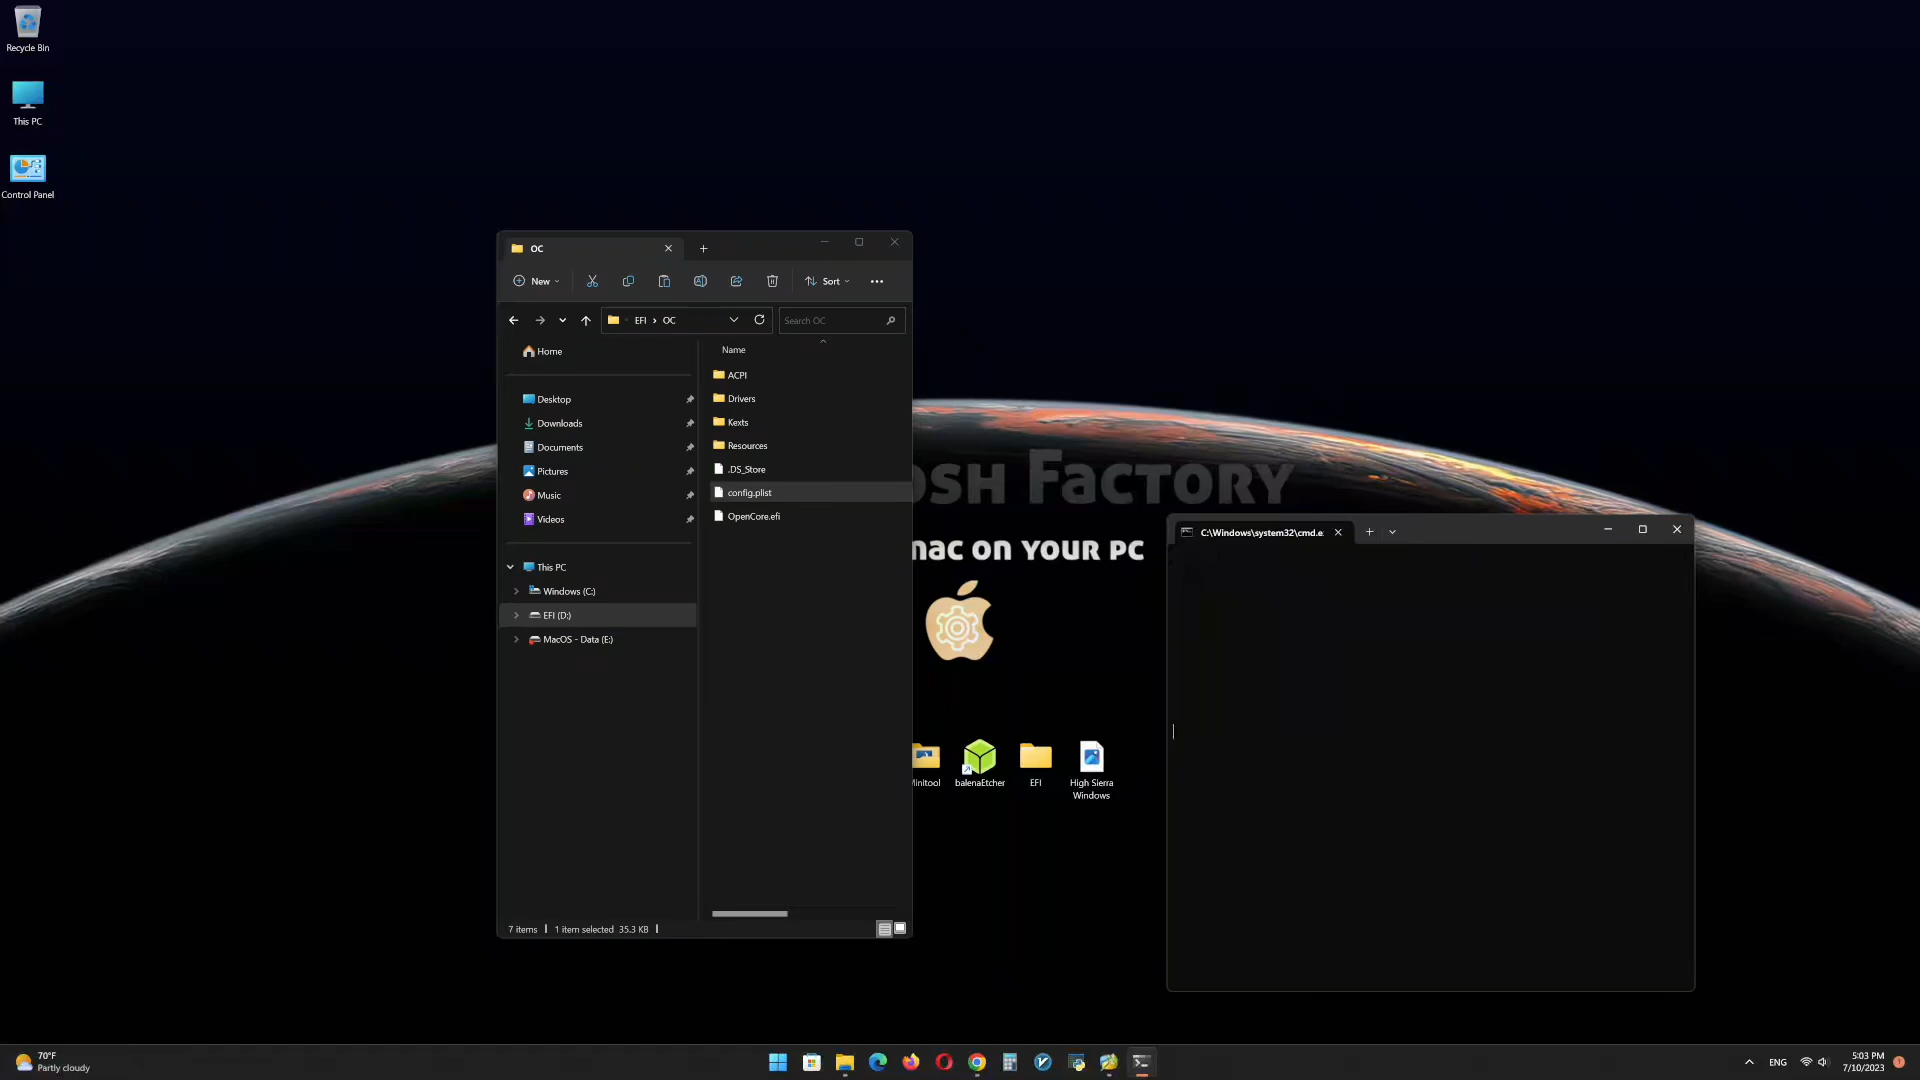 Recycle Bin
This PC
Control Panel
OC
New
Sort
EFI › OC
Search OC
Home
Desktop
Downloads
Documents
Pictures
Music
Videos
This PC
Windows (C:)
EFI (D:)
MacOS - Data (E:)
Name
ACPI
Drivers
Kexts
Resources
.DS_Store
config.plist
OpenCore.efi
7 items
1 item selected 35.3 KB
OSH FACTORY
mac on your pc
C:\Windows\system32\cmd.e
Minitool
balenaEtcher
EFI
High Sierra
Windows
70°F
Partly cloudy
ENG
5:03 PM
7/10/2023